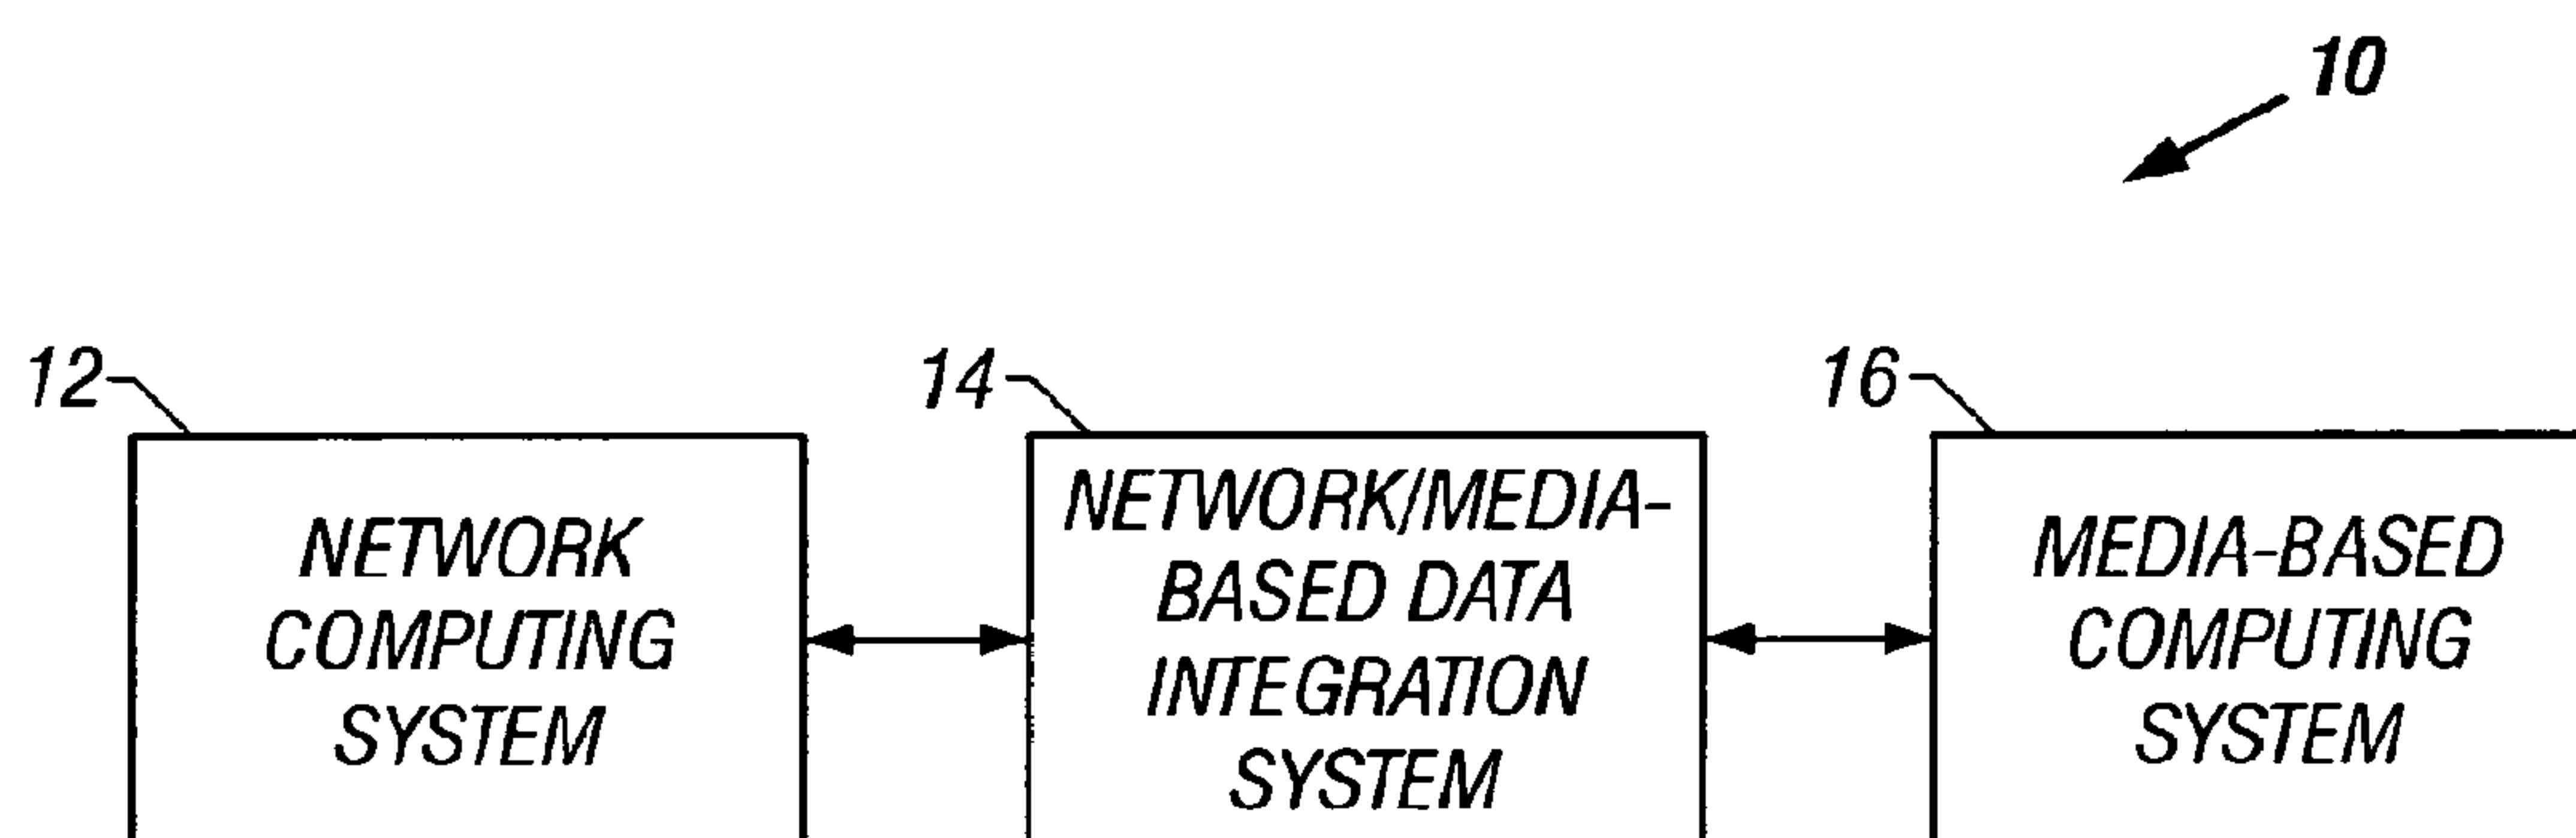 10
12
14
16
NETWORK
COMPUTING
SYSTEM
NETWORK/MEDIA-
BASED DATA
INTEGRATION
SYSTEM
MEDIA-BASED
COMPUTING
SYSTEM